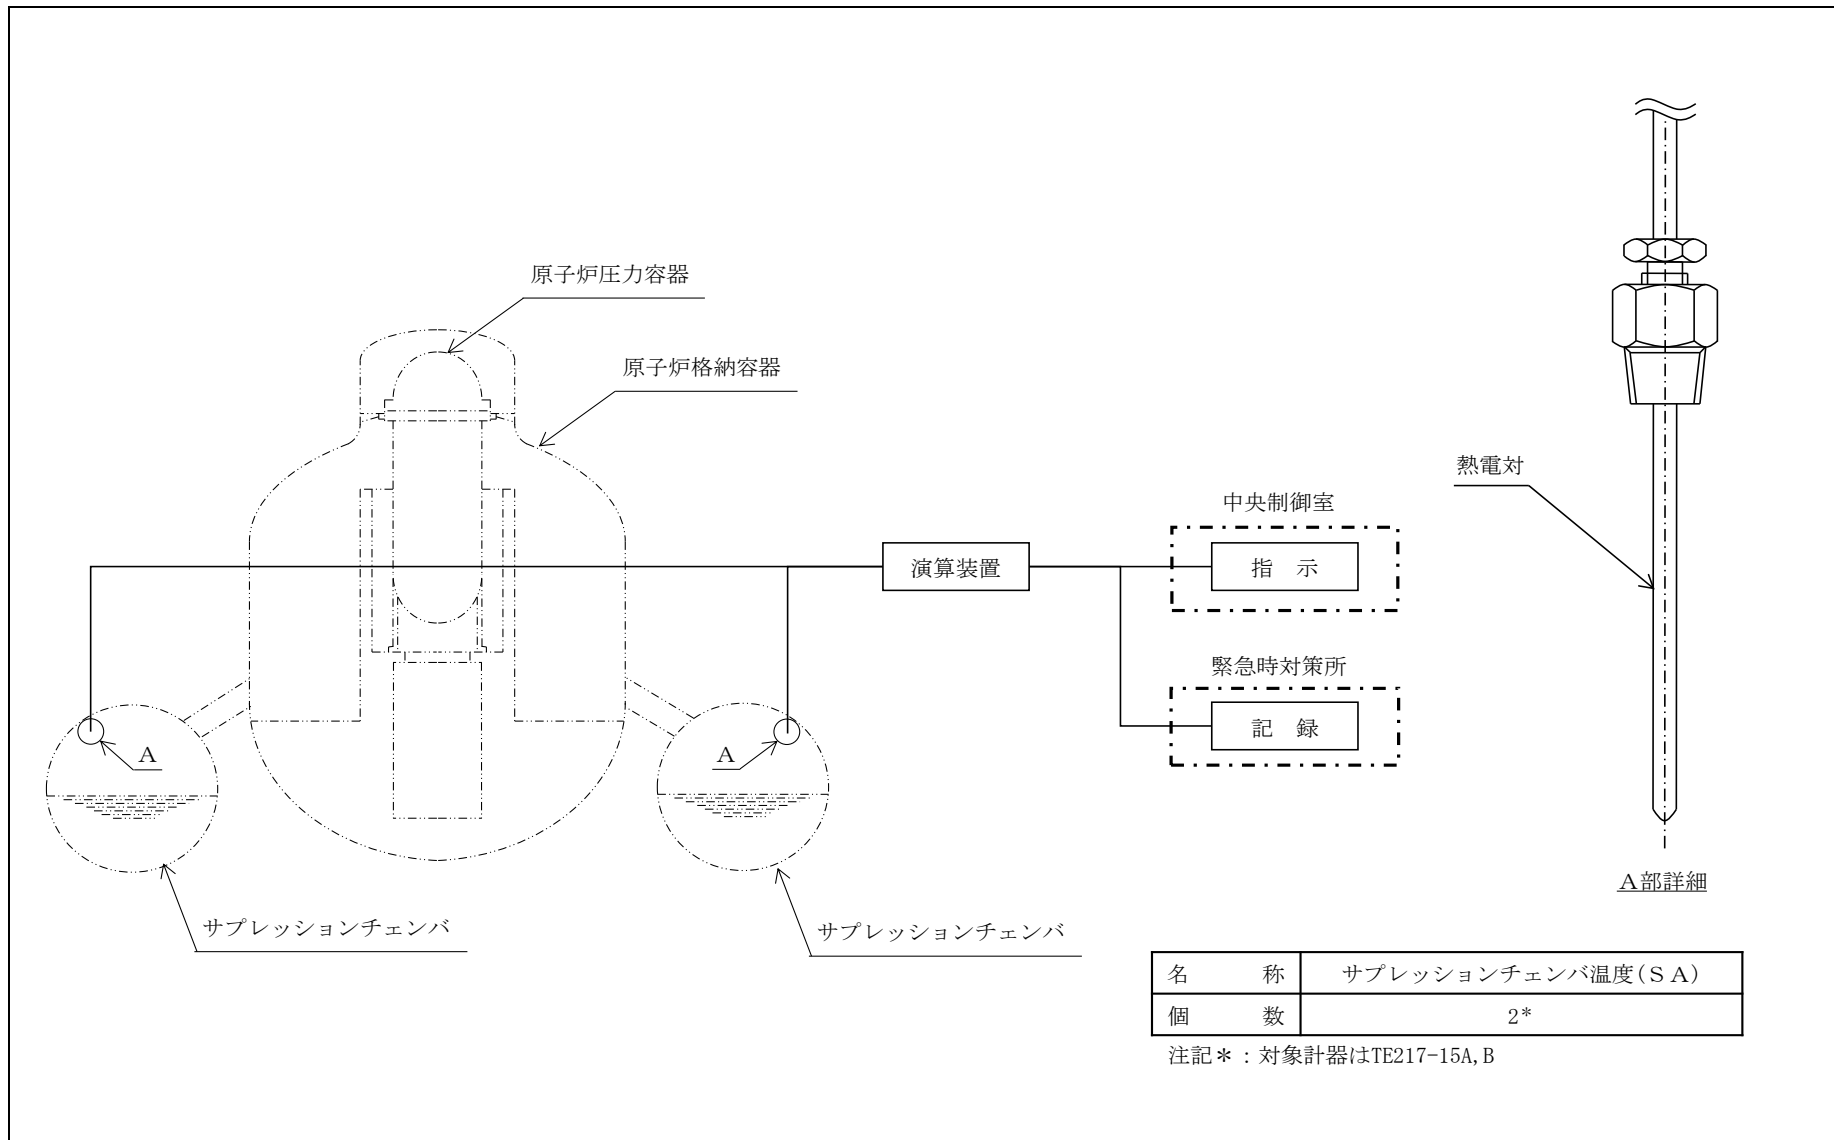 原子炉圧力容器
原子炉格納容器
熱電対
中央制御室
演算装置
指　示
緊急時対策所
記　録
A
A
A部詳細
サプレッションチェンバ
サプレッションチェンバ
名　称　サプレッションチェンバ温度(SA)
個　数　2*
注記＊：対象計器はTE217-15A,B